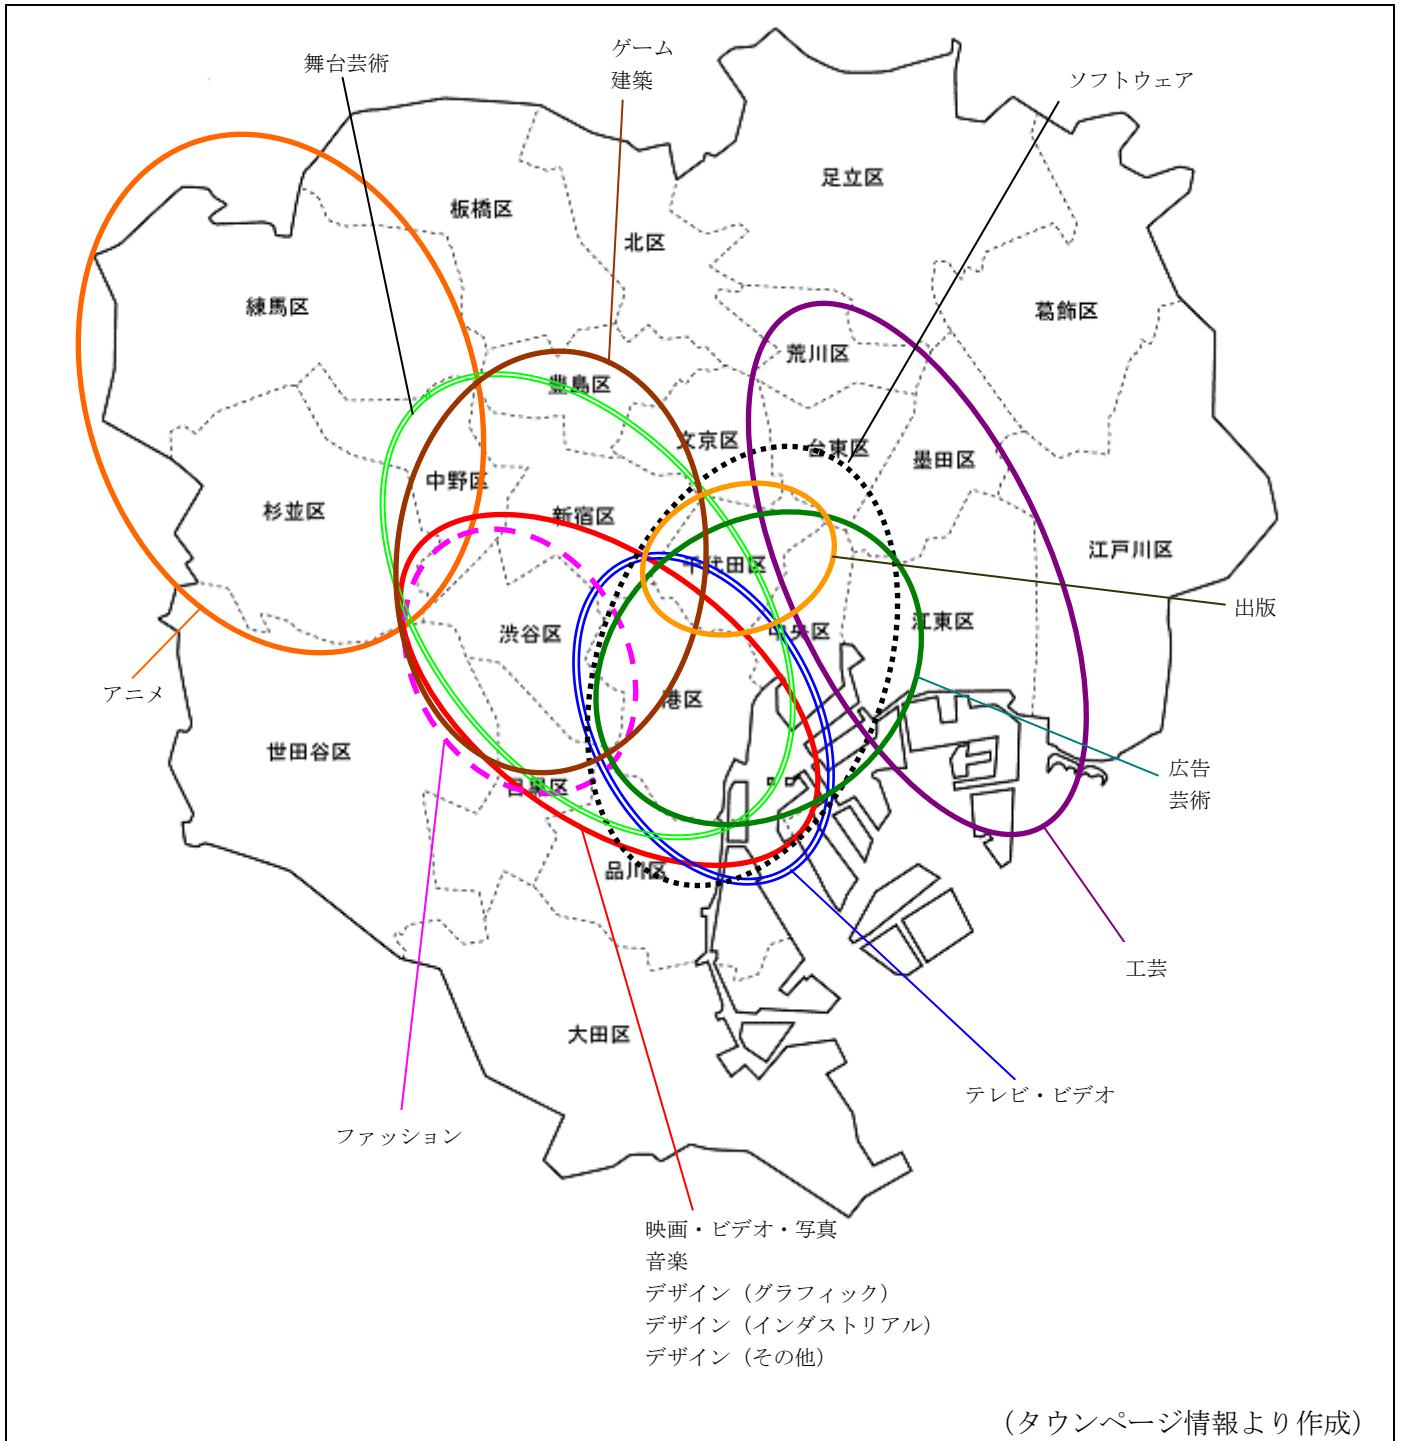 ゲーム
建築
舞台芸術
ソフトウェア
足立区
板橋区
北区
練馬区
葛飾区
荒川区
豊島区
文京区
台東区
墨田区
中野区
杉並区
新宿区
江戸川区
千代田区
出版
渋谷区
中央区
江東区
アニメ
港区
世田谷区
広告
芸術
目黒区
品川区
工芸
大田区
テレビ・ビデオ
ファッション
映画・ビデオ・写真
音楽
デザイン（グラフィック）
デザイン（インダストリアル）
デザイン（その他）
（タウンページ情報より作成）